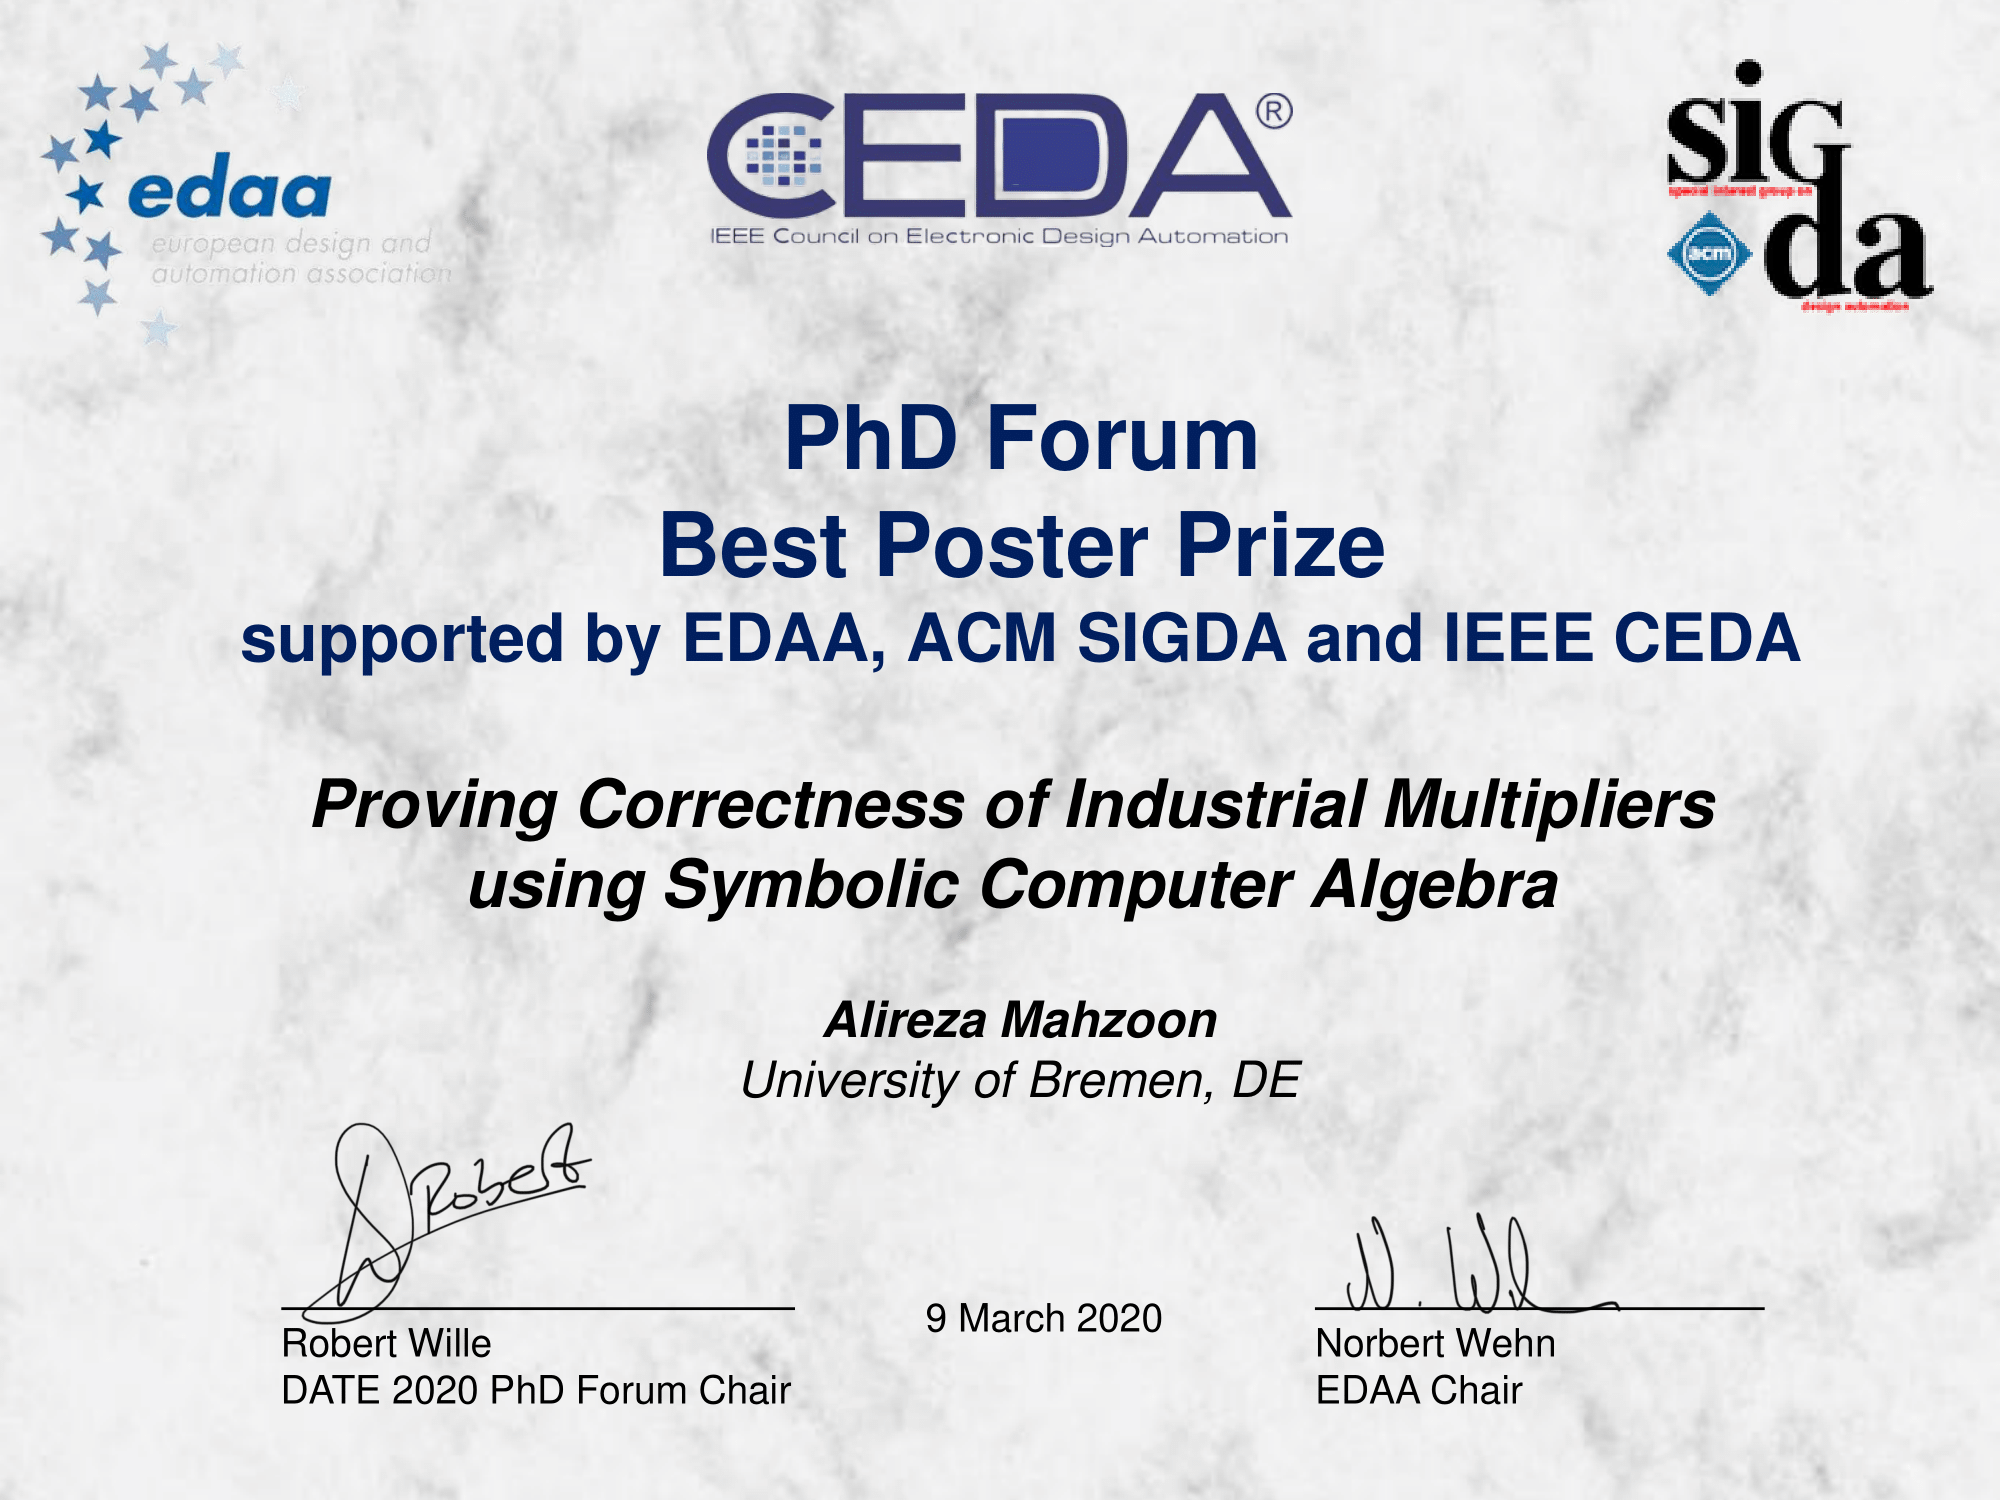 edaa
european design and
automation association
CEDA®
IEEE Council on Electronic Design Automation
sigda
special interest group on
acm
design automation
PhD Forum
Best Poster Prize
supported by EDAA, ACM SIGDA and IEEE CEDA
Proving Correctness of Industrial Multipliers
using Symbolic Computer Algebra
Alireza Mahzoon
University of Bremen, DE
Robert
N. Wehn
9 March 2020
Robert Wille
DATE 2020 PhD Forum Chair
Norbert Wehn
EDAA Chair